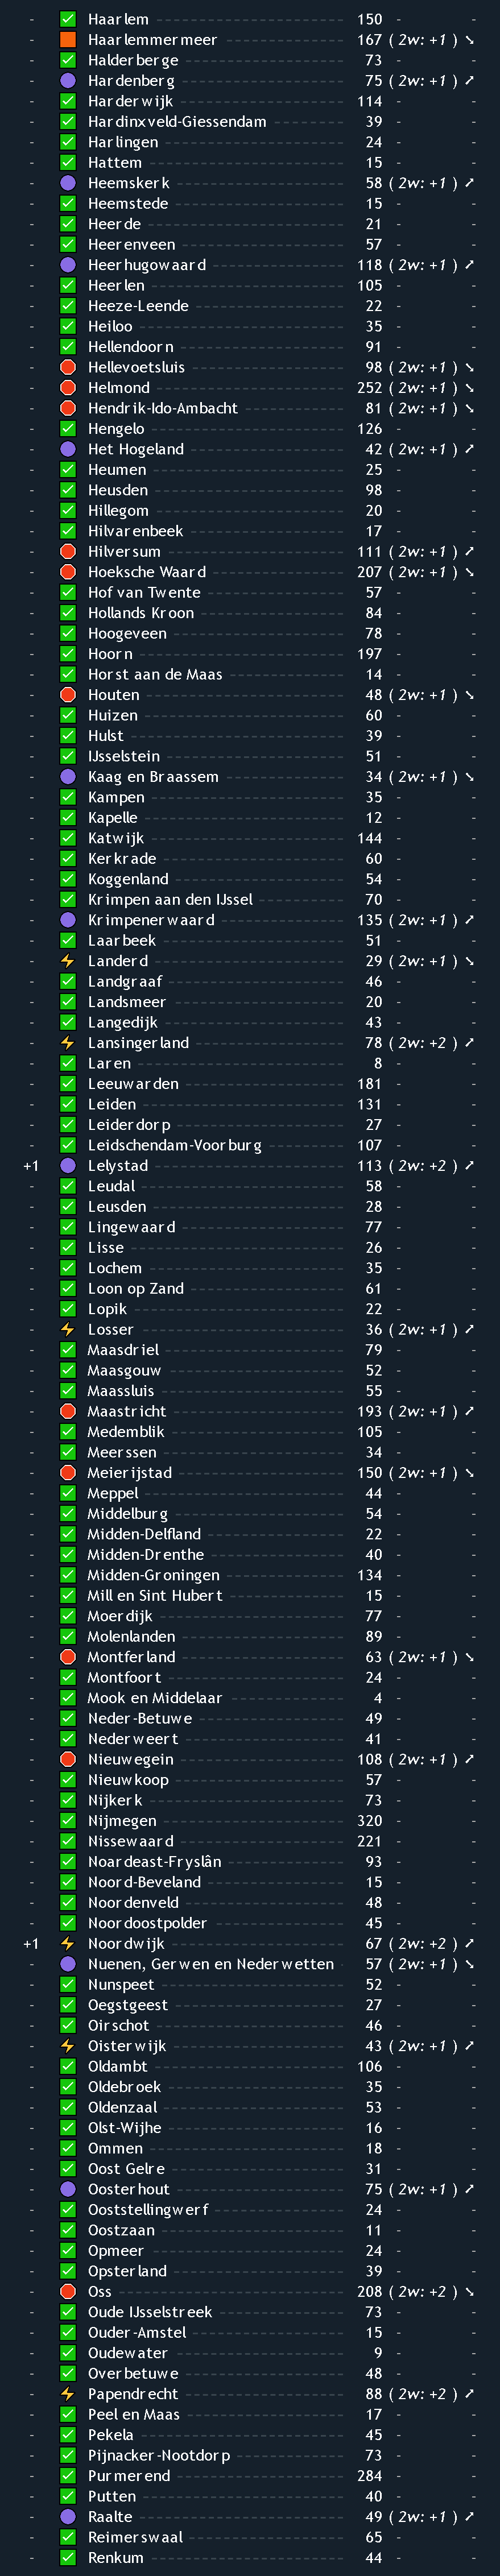 - ✅ Haarlem 150 - -
- 🟧 Haarlemmermeer 167 ( 2w: +1 ) ➘
- ✅ Halderberge 73 - -
- 🟣 Hardenberg 75 ( 2w: +1 ) ➚
- ✅ Harderwijk 114 - -
- ✅ Hardinxveld-Giessendam 39 - -
- ✅ Harlingen 24 - -
- ✅ Hattem 15 - -
- 🟣 Heemskerk 58 ( 2w: +1 ) ➚
- ✅ Heemstede 15 - -
- ✅ Heerde 21 - -
- ✅ Heerenveen 57 - -
- 🟣 Heerhugowaard 118 ( 2w: +1 ) ➚
- ✅ Heerlen 105 - -
- ✅ Heeze-Leende 22 - -
- ✅ Heiloo 35 - -
- ✅ Hellendoorn 91 - -
- 🛑 Hellevoetsluis 98 ( 2w: +1 ) ➘
- 🛑 Helmond 252 ( 2w: +1 ) ➘
- 🛑 Hendrik-Ido-Ambacht 81 ( 2w: +1 ) ➘
- ✅ Hengelo 126 - -
- 🟣 Het Hogeland 42 ( 2w: +1 ) ➚
- ✅ Heumen 25 - -
- ✅ Heusden 98 - -
- ✅ Hillegom 20 - -
- ✅ Hilvarenbeek 17 - -
- 🛑 Hilversum 111 ( 2w: +1 ) ➚
- 🛑 Hoeksche Waard 207 ( 2w: +1 ) ➘
- ✅ Hof van Twente 57 - -
- ✅ Hollands Kroon 84 - -
- ✅ Hoogeveen 78 - -
- ✅ Hoorn 197 - -
- ✅ Horst aan de Maas 14 - -
- 🛑 Houten 48 ( 2w: +1 ) ➘
- ✅ Huizen 60 - -
- ✅ Hulst 39 - -
- ✅ IJsselstein 51 - -
- 🟣 Kaag en Braassem 34 ( 2w: +1 ) ➘
- ✅ Kampen 35 - -
- ✅ Kapelle 12 - -
- ✅ Katwijk 144 - -
- ✅ Kerkrade 60 - -
- ✅ Koggenland 54 - -
- ✅ Krimpen aan den IJssel 70 - -
- 🟣 Krimpenerwaard 135 ( 2w: +1 ) ➚
- ✅ Laarbeek 51 - -
- ⚡ Landerd 29 ( 2w: +1 ) ➘
- ✅ Landgraaf 46 - -
- ✅ Landsmeer 20 - -
- ✅ Langedijk 43 - -
- ⚡ Lansingerland 78 ( 2w: +2 ) ➚
- ✅ Laren 8 - -
- ✅ Leeuwarden 181 - -
- ✅ Leiden 131 - -
- ✅ Leiderdorp 27 - -
- ✅ Leidschendam-Voorburg 107 - -
+1 🟣 Lelystad 113 ( 2w: +2 ) ➚
- ✅ Leudal 58 - -
- ✅ Leusden 28 - -
- ✅ Lingewaard 77 - -
- ✅ Lisse 26 - -
- ✅ Lochem 35 - -
- ✅ Loon op Zand 61 - -
- ✅ Lopik 22 - -
- ⚡ Losser 36 ( 2w: +1 ) ➚
- ✅ Maasdriel 79 - -
- ✅ Maasgouw 52 - -
- ✅ Maassluis 55 - -
- 🛑 Maastricht 193 ( 2w: +1 ) ➚
- ✅ Medemblik 105 - -
- ✅ Meerssen 34 - -
- 🛑 Meierijstad 150 ( 2w: +1 ) ➘
- ✅ Meppel 44 - -
- ✅ Middelburg 54 - -
- ✅ Midden-Delfland 22 - -
- ✅ Midden-Drenthe 40 - -
- ✅ Midden-Groningen 134 - -
- ✅ Mill en Sint Hubert 15 - -
- ✅ Moerdijk 77 - -
- ✅ Molenlanden 89 - -
- 🛑 Montferland 63 ( 2w: +1 ) ➘
- ✅ Montfoort 24 - -
- ✅ Mook en Middelaar 4 - -
- ✅ Neder-Betuwe 49 - -
- ✅ Nederweert 41 - -
- 🛑 Nieuwegein 108 ( 2w: +1 ) ➚
- ✅ Nieuwkoop 57 - -
- ✅ Nijkerk 73 - -
- ✅ Nijmegen 320 - -
- ✅ Nissewaard 221 - -
- ✅ Noardeast-Fryslân 93 - -
- ✅ Noord-Beveland 15 - -
- ✅ Noordenveld 48 - -
- ✅ Noordoostpolder 45 - -
+1 ⚡ Noordwijk 67 ( 2w: +2 ) ➚
- 🟣 Nuenen, Gerwen en Nederwetten 57 ( 2w: +1 ) ➘
- ✅ Nunspeet 52 - -
- ✅ Oegstgeest 27 - -
- ✅ Oirschot 46 - -
- ⚡ Oisterwijk 43 ( 2w: +1 ) ➚
- ✅ Oldambt 106 - -
- ✅ Oldebroek 35 - -
- ✅ Oldenzaal 53 - -
- ✅ Olst-Wijhe 16 - -
- ✅ Ommen 18 - -
- ✅ Oost Gelre 31 - -
- 🟣 Oosterhout 75 ( 2w: +1 ) ➚
- ✅ Ooststellingwerf 24 - -
- ✅ Oostzaan 11 - -
- ✅ Opmeer 24 - -
- ✅ Opsterland 39 - -
- 🛑 Oss 208 ( 2w: +2 ) ➘
- ✅ Oude IJsselstreek 73 - -
- ✅ Ouder-Amstel 15 - -
- ✅ Oudewater 9 - -
- ✅ Overbetuwe 48 - -
- ⚡ Papendrecht 88 ( 2w: +2 ) ➚
- ✅ Peel en Maas 17 - -
- ✅ Pekela 45 - -
- ✅ Pijnacker-Nootdorp 73 - -
- ✅ Purmerend 284 - -
- ✅ Putten 40 - -
- 🟣 Raalte 49 ( 2w: +1 ) ➚
- ✅ Reimerswaal 65 - -
- ✅ Renkum 44 - -